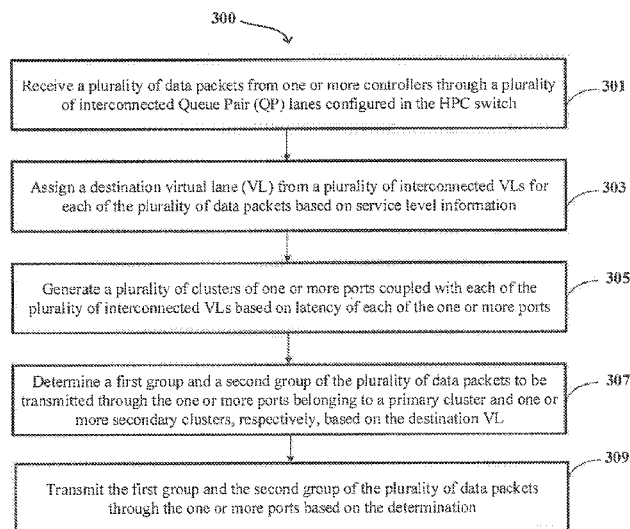 300
Receive a plurality of data packets from one or more controllers through a plurality
of interconnected Queue Pair (QP) lanes configured in the HPC switch
301
Assign a destination virtual lane (VL) from a plurality of interconnected VLs for
each of the plurality of data packets based on service level information
303
Generate a plurality of clusters of one or more ports coupled with each of the
plurality of interconnected VLs based on latency of each of the one or more ports
305
Determine a first group and a second group of the plurality of data packets to be
transmitted through the one or more ports belonging to a primary cluster and one or
more secondary clusters, respectively, based on the destination VL
307
Transmit the first group and the second group of the plurality of data packets
through the one or more ports based on the determination
309